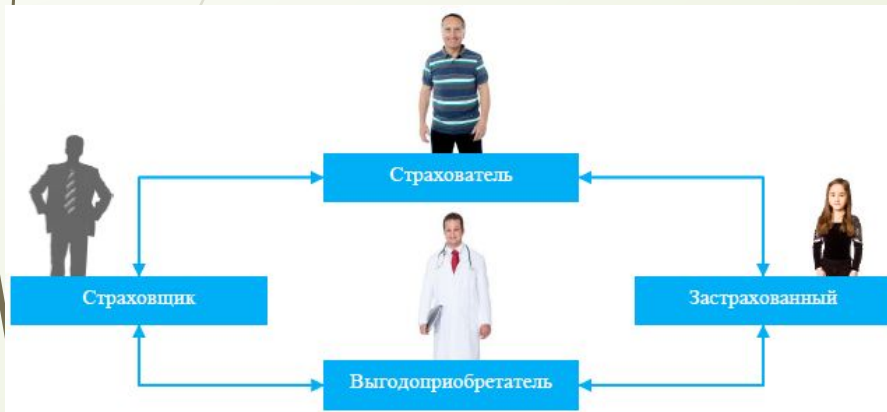 Страхователь
Страховщик
Застрахованный
Выгодоприобретатель